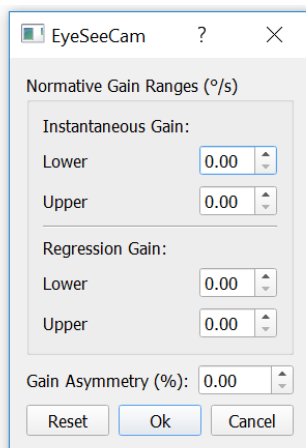 EyeSeeCam ?
Normative Gain Ranges (°/s)
Instantaneous Gain:
Lower 0.00
Upper 0.00
Regression Gain:
Lower 0.00
Upper 0.00
Gain Asymmetry (%): 0.00
Reset Ok Cancel